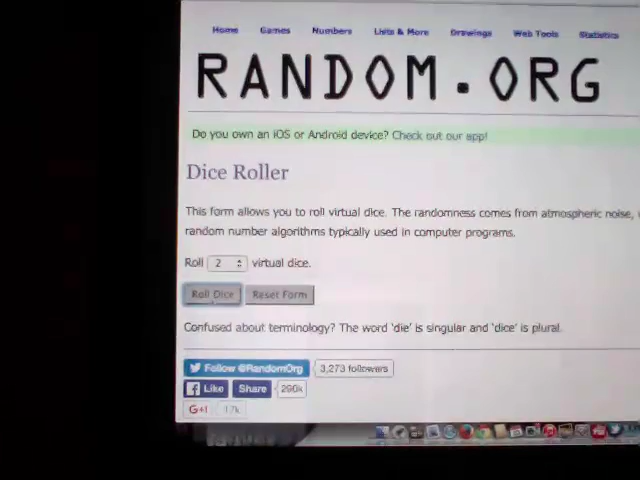 Home Games Numbers Lists & More Drawings Web Tools Statistics
RANDOM.ORG
Do you own an iOS or Android device? Check out our app!
Dice Roller
This form allows you to roll virtual dice. The randomness comes from atmospheric noise,
random number algorithms typically used in computer programs.
Roll 2 virtual dice.
Roll Dice Reset Form
Confused about terminology? The word 'die' is singular and 'dice' is plural.
Follow @RandomOrg 3,273 followers
Like Share 290k
G+1 17k